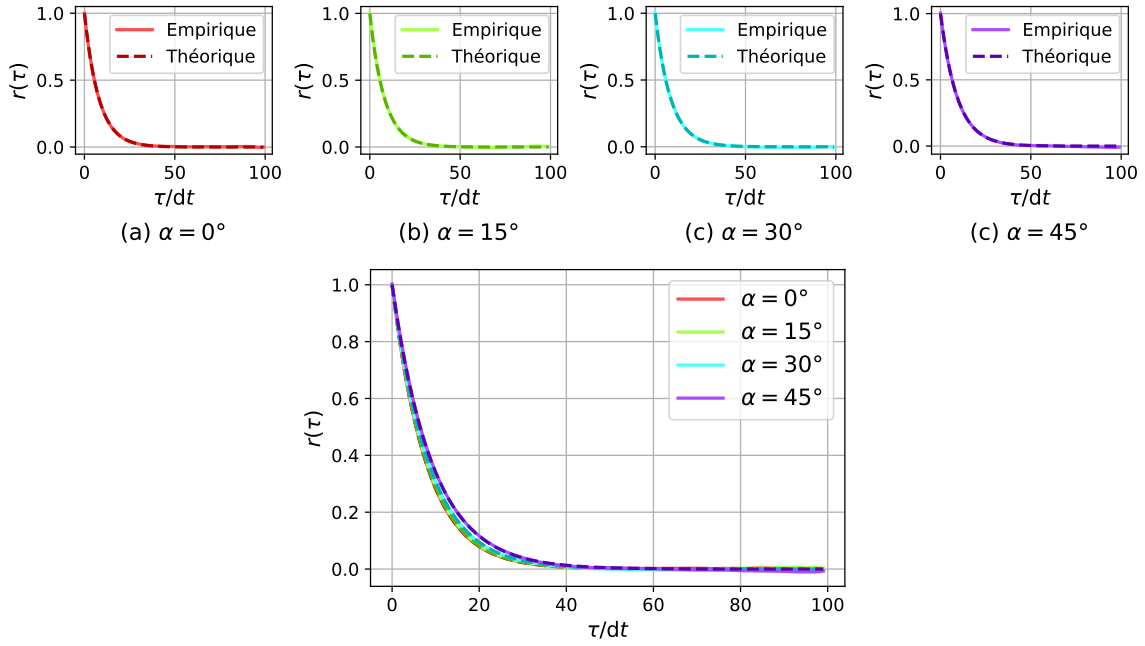 1.0
0.5
0.0
r(τ)
Empirique
Théorique
0
50
100
τ/dt
(a) α = 0°
1.0
0.5
0.0
r(τ)
Empirique
Théorique
0
50
100
τ/dt
(b) α = 15°
1.0
0.5
0.0
r(τ)
Empirique
Théorique
0
50
100
τ/dt
(c) α = 30°
1.0
0.5
0.0
r(τ)
Empirique
Théorique
0
50
100
τ/dt
(c) α = 45°
1.0
0.8
0.6
0.4
0.2
0.0
r(τ)
α = 0°
α = 15°
α = 30°
α = 45°
0
20
40
60
80
100
τ/dt